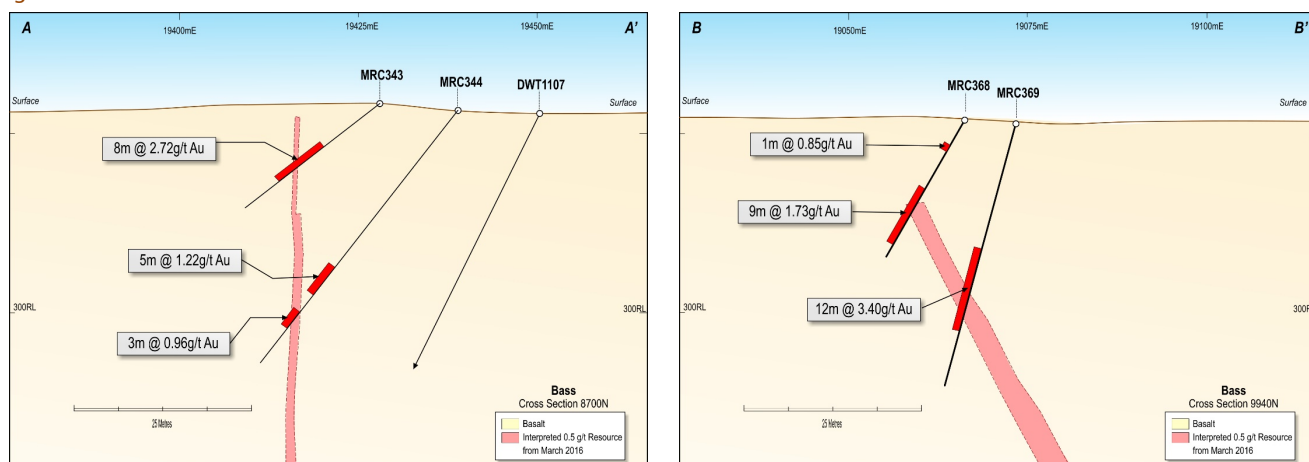 A
19400mE
19425mE
19450mE
A'
MRC343
MRC344
DWT1107
Surface
Surface
8m @ 2.72g/t Au
5m @ 1.22g/t Au
300RL
300RL
3m @ 0.96g/t Au
25 Metres
Bass
Cross Section 8700N
Basalt
Interpreted 0.5 g/t Resource
from March 2016
B
19050mE
19075mE
19100mE
B'
MRC368
MRC369
Surface
Surface
1m @ 0.85g/t Au
9m @ 1.73g/t Au
12m @ 3.40g/t Au
300RL
25 Metres
Bass
Cross Section 9940N
Basalt
Interpreted 0.5 g/t Resource
from March 2016